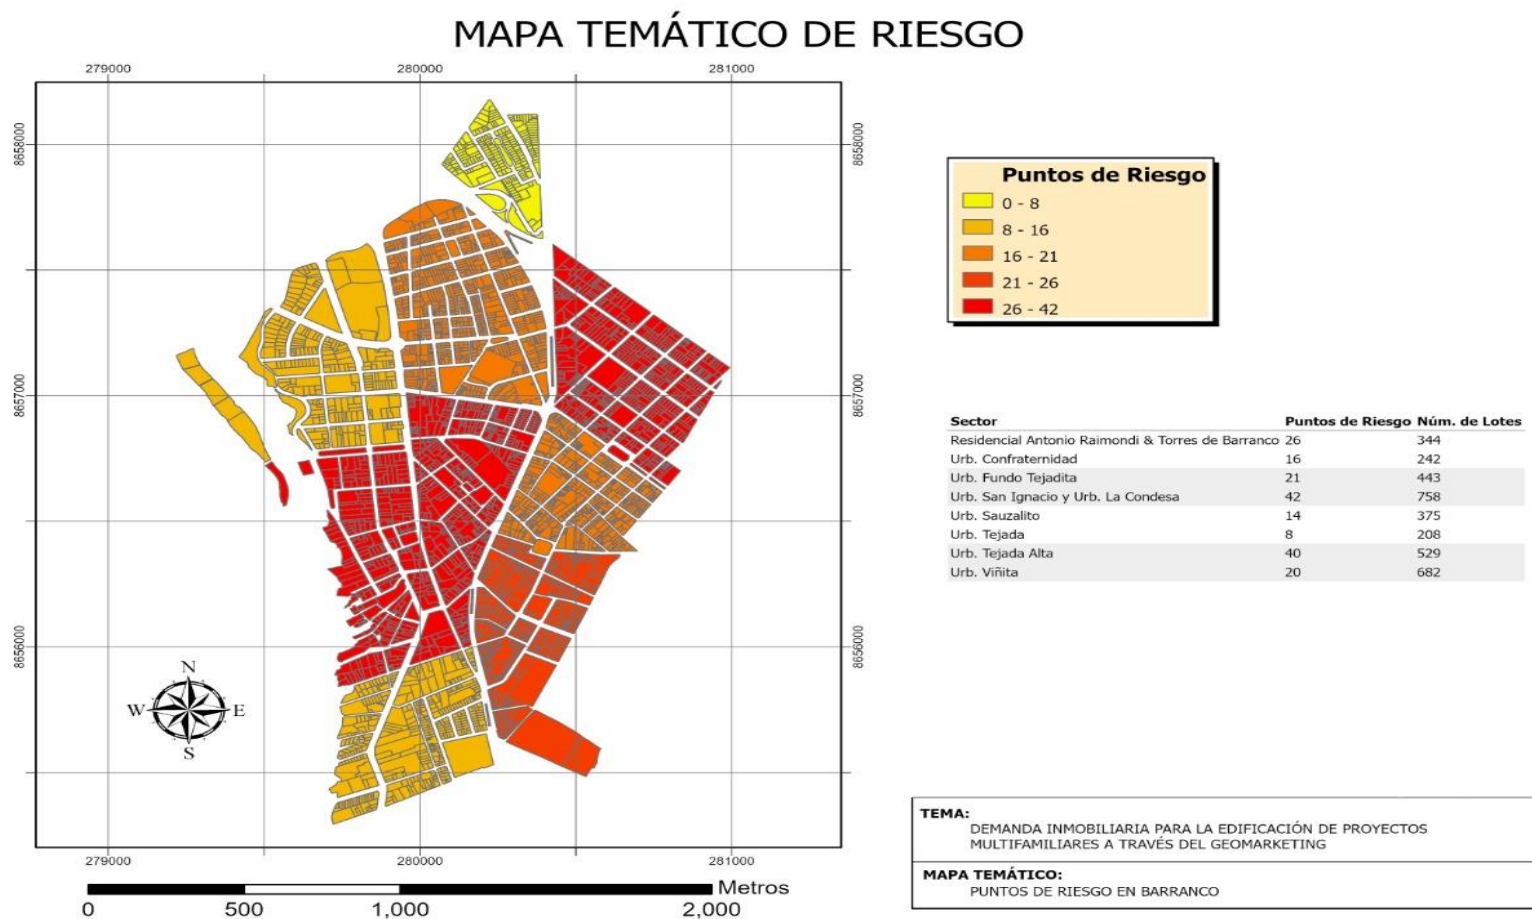 MAPA TEMÁTICO DE RIESGO
279000 280000 281000
8658000 8658000
8657000 8657000
8656000 8656000
N
W E
S
279000 280000 281000
Metros
0 500 1,000 2,000
Puntos de Riesgo
0 - 8
8 - 16
16 - 21
21 - 26
26 - 42
Sector Puntos de Riesgo Núm. de Lotes
Residencial Antonio Raimondi & Torres de Barranco 26 344
Urb. Confraternidad 16 242
Urb. Fundo Tejadita 21 443
Urb. San Ignacio y Urb. La Condesa 42 758
Urb. Sauzalito 14 375
Urb. Tejada 8 208
Urb. Tejada Alta 40 529
Urb. Viñita 20 682
TEMA:
DEMANDA INMOBILIARIA PARA LA EDIFICACIÓN DE PROYECTOS
MULTIFAMILIARES A TRAVÉS DEL GEOMARKETING
MAPA TEMÁTICO:
PUNTOS DE RIESGO EN BARRANCO